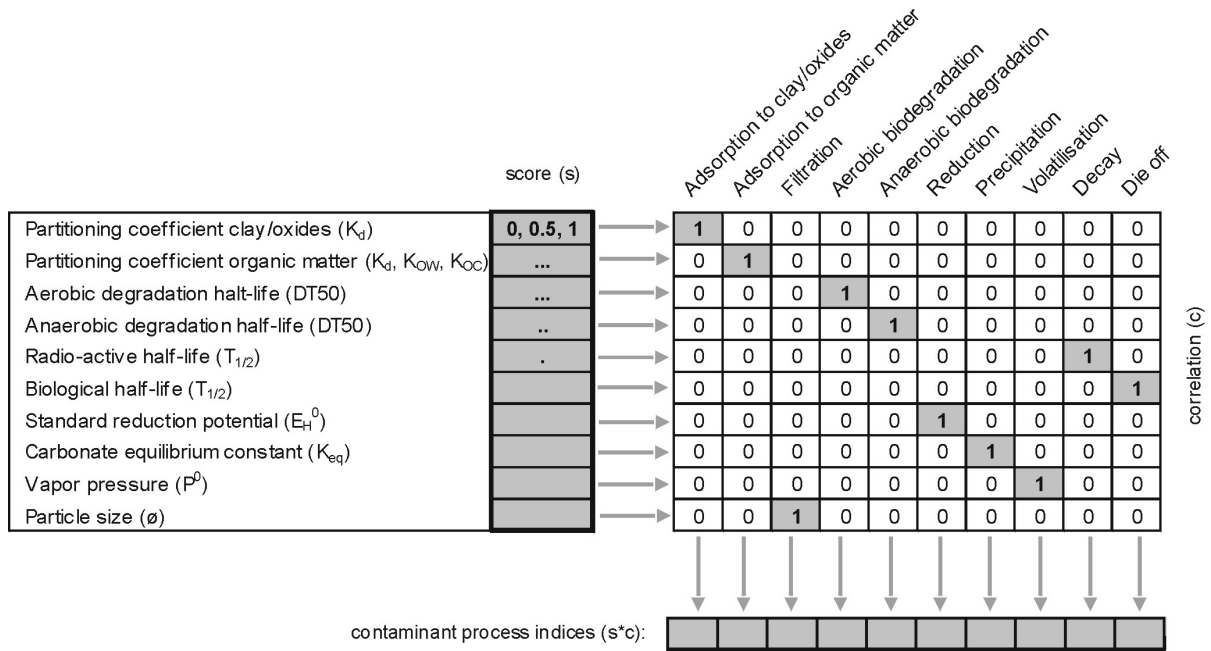 Adsorption to clay/oxides
Adsorption to organic matter
Filtration
Aerobic biodegradation
Anaerobic biodegradation
Reduction
Precipitation
Volatilisation
Decay
Die off
score (s)
Partitioning coefficient clay/oxides (Kd) 0, 0.5, 1 1 0 0 0 0 0 0 0 0 0
Partitioning coefficient organic matter (Kd, KOW, KOC) ... 0 1 0 0 0 0 0 0 0 0
Aerobic degradation halt-life (DT50) ... 0 0 0 1 0 0 0 0 0 0
Anaerobic degradation half-life (DT50) .. 0 0 0 0 1 0 0 0 0 0
Radio-active half-life (T1/2) . 0 0 0 0 0 0 0 0 1 0
Biological half-life (T1/2) 0 0 0 0 0 0 0 0 0 1
Standard reduction potential (EH0) 0 0 0 0 0 1 0 0 0 0
Carbonate equilibrium constant (Keq) 0 0 0 0 0 0 1 0 0 0
Vapor pressure (P0) 0 0 0 0 0 0 0 1 0 0
Particle size (ø) 0 0 1 0 0 0 0 0 0 0
correlation (c)
contaminant process indices (s*c):